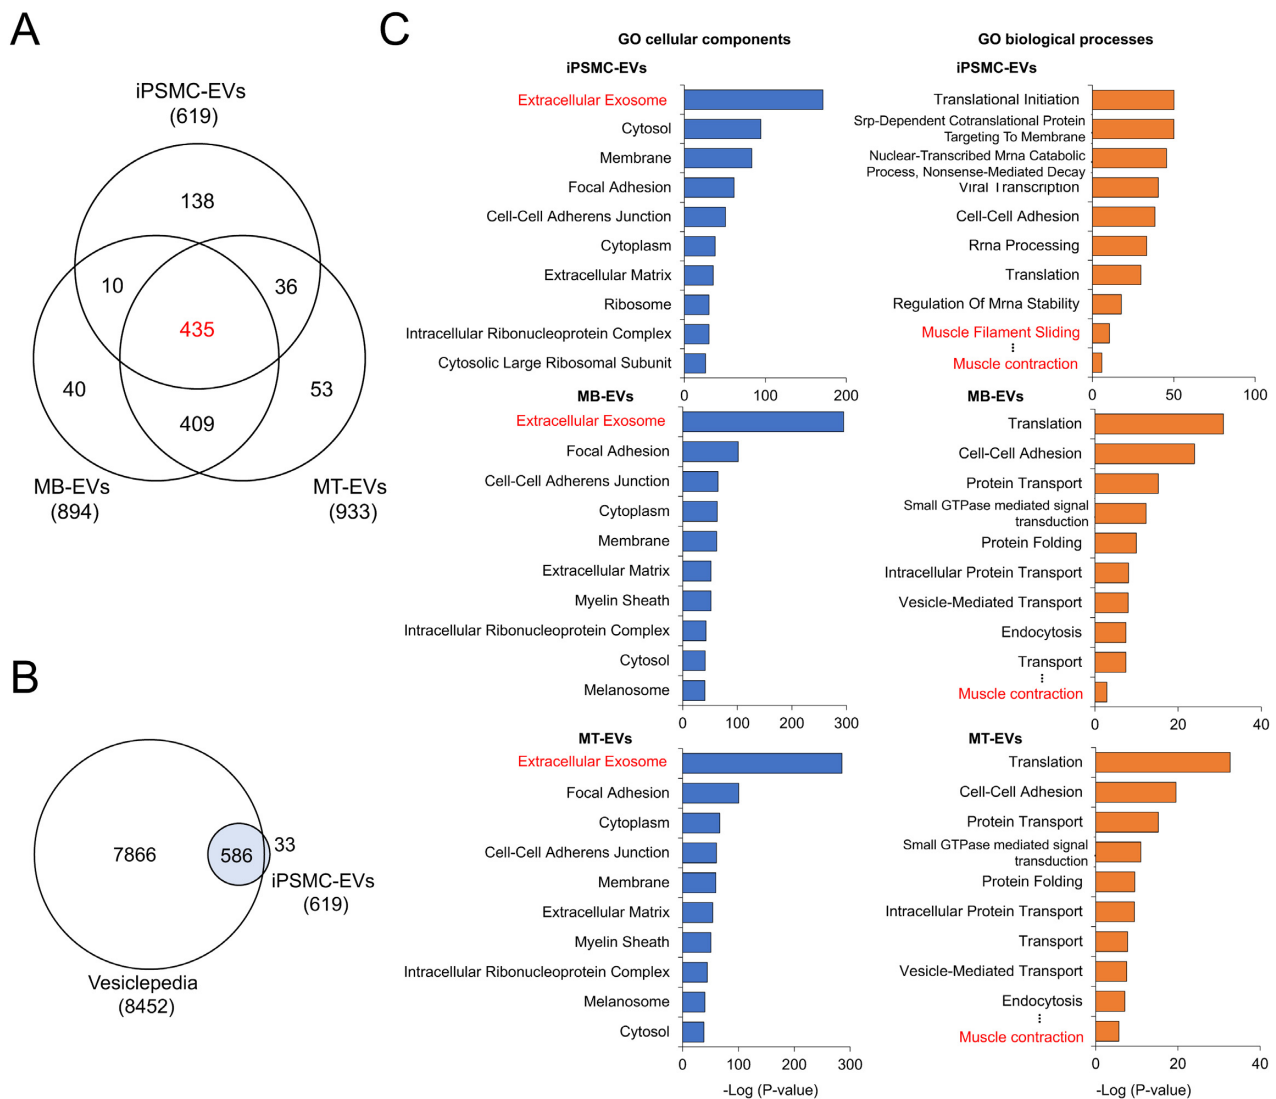 A
iPSMC-EVs
(619)
138
10
36
435
40
53
409
MB-EVs
(894)
MT-EVs
(933)
B
7866
586
33
iPSMC-EVs
(619)
Vesiclepedia
(8452)
C
GO cellular components
iPSMC-EVs
Extracellular Exosome
Cytosol
Membrane
Focal Adhesion
Cell-Cell Adherens Junction
Cytoplasm
Extracellular Matrix
Ribosome
Intracellular Ribonucleoprotein Complex
Cytosolic Large Ribosomal Subunit
0 100 200
MB-EVs
Extracellular Exosome
Focal Adhesion
Cell-Cell Adherens Junction
Cytoplasm
Membrane
Extracellular Matrix
Myelin Sheath
Intracellular Ribonucleoprotein Complex
Cytosol
Melanosome
0 100 200 300
MT-EVs
Extracellular Exosome
Focal Adhesion
Cytoplasm
Cell-Cell Adherens Junction
Membrane
Extracellular Matrix
Myelin Sheath
Intracellular Ribonucleoprotein Complex
Melanosome
Cytosol
0 100 200 300
-Log (P-value)
GO biological processes
iPSMC-EVs
Translational Initiation
Srp-Dependent Cotranslational Protein
Targeting To Membrane
Nuclear-Transcribed Mrna Catabolic
Process, Nonsense-Mediated Decay
Viral Transcription
Cell-Cell Adhesion
Rrna Processing
Translation
Regulation Of Mrna Stability
Muscle Filament Sliding
⋮
Muscle contraction
0 50 100
MB-EVs
Translation
Cell-Cell Adhesion
Protein Transport
Small GTPase mediated signal
transduction
Protein Folding
Intracellular Protein Transport
Vesicle-Mediated Transport
Endocytosis
Transport
⋮
Muscle contraction
0 20 40
MT-EVs
Translation
Cell-Cell Adhesion
Protein Transport
Small GTPase mediated signal
transduction
Protein Folding
Intracellular Protein Transport
Transport
Vesicle-Mediated Transport
Endocytosis
⋮
Muscle contraction
0 20 40
-Log (P-value)